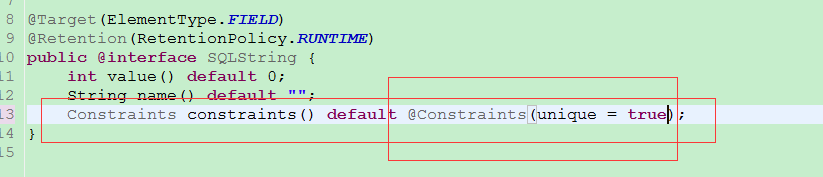 7
8 @Target(ElementType.FIELD)
9 @Retention(RetentionPolicy.RUNTIME)
10 public @interface SQLString {
11     int value() default 0;
12     String name() default "";
13     Constraints constraints() default @Constraints(unique = true);
14 }
15